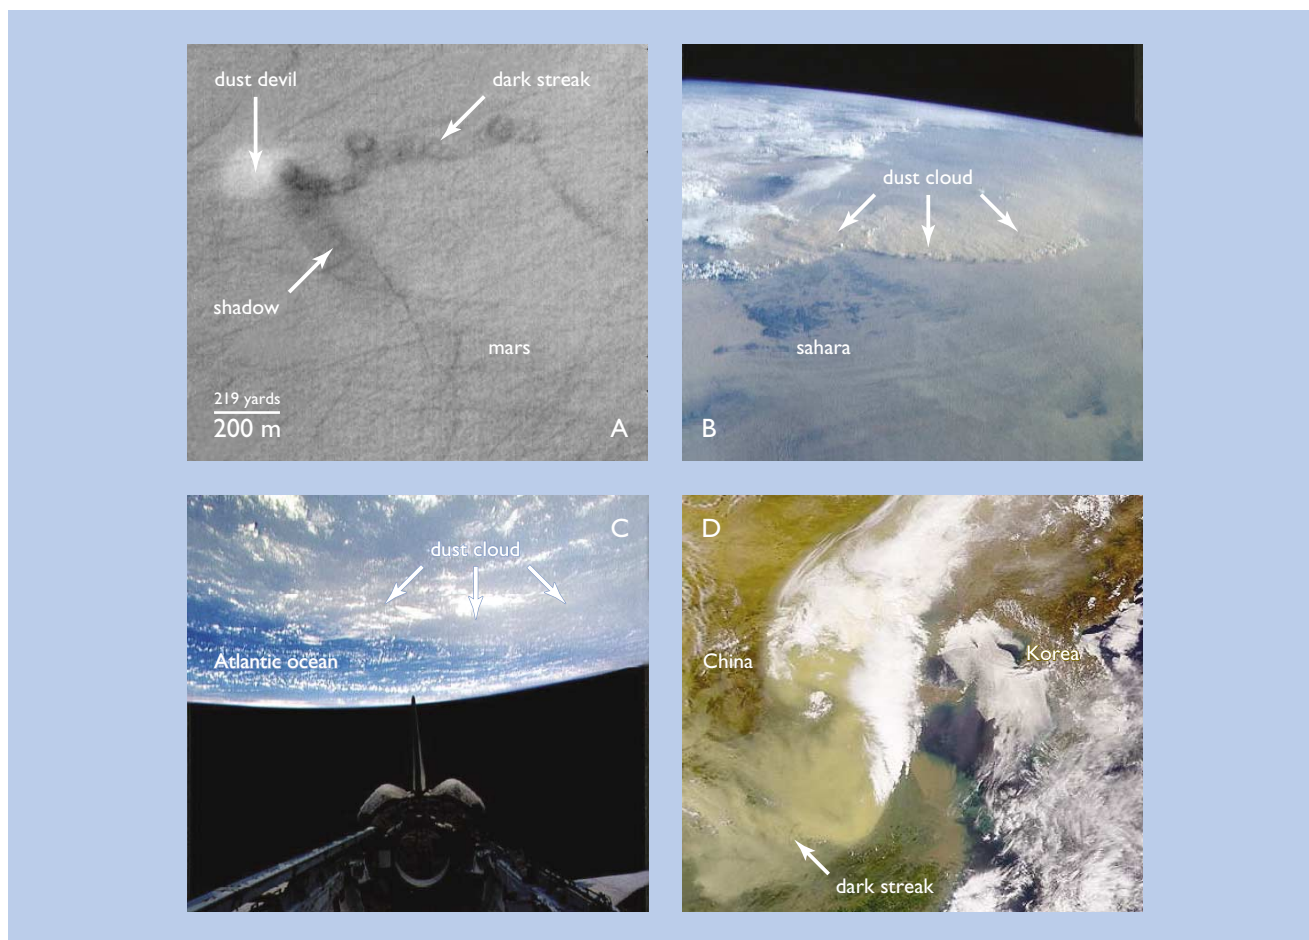 dust devil
dark streak
shadow
mars
219 yards
200 m
A
dust cloud
sahara
B
C
dust cloud
Atlantic ocean
D
China
Korea
dark streak